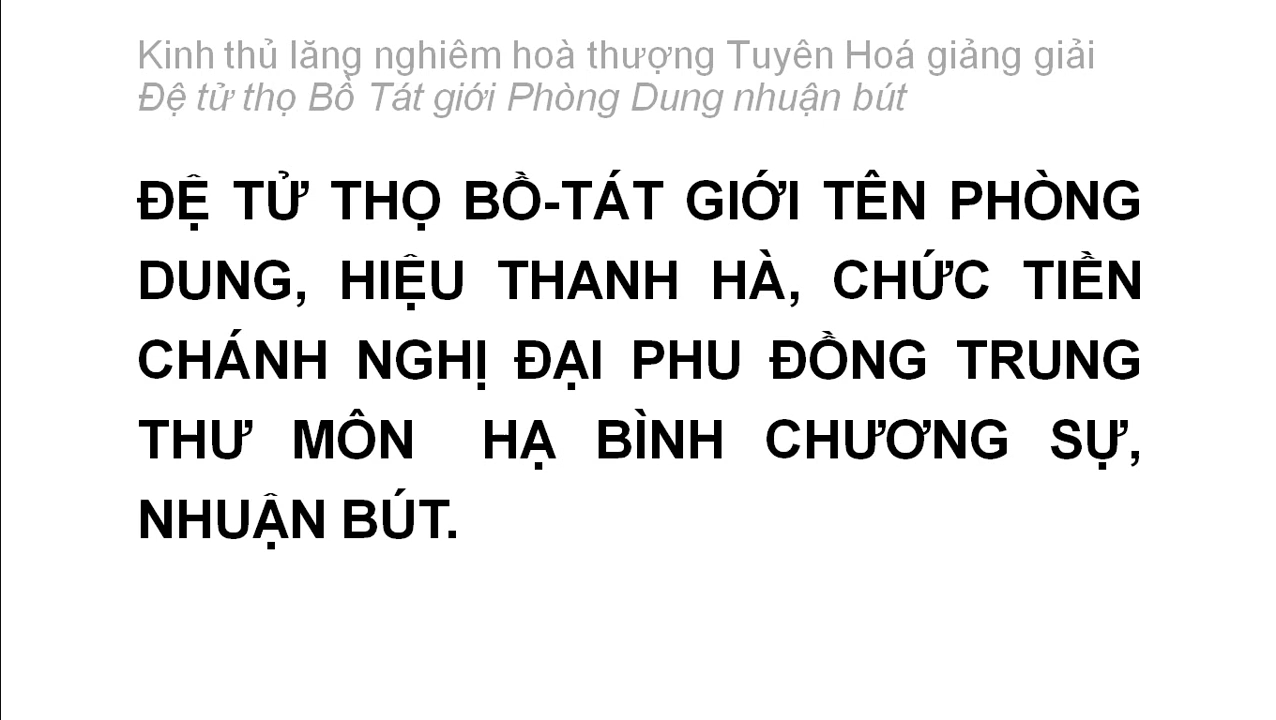 Kinh thủ lăng nghiêm hoà thượng Tuyên Hoá giảng giải
Đệ tử thọ Bồ Tát giới Phòng Dung nhuận bút
ĐỆ TỬ THỌ BỒ-TÁT GIỚI TÊN PHÒNG
DUNG, HIỆU THANH HÀ, CHỨC TIỀN
CHÁNH NGHỊ ĐẠI PHU ĐỒNG TRUNG
THƯ MÔN HẠ BÌNH CHƯƠNG SỰ,
NHUẬN BÚT.